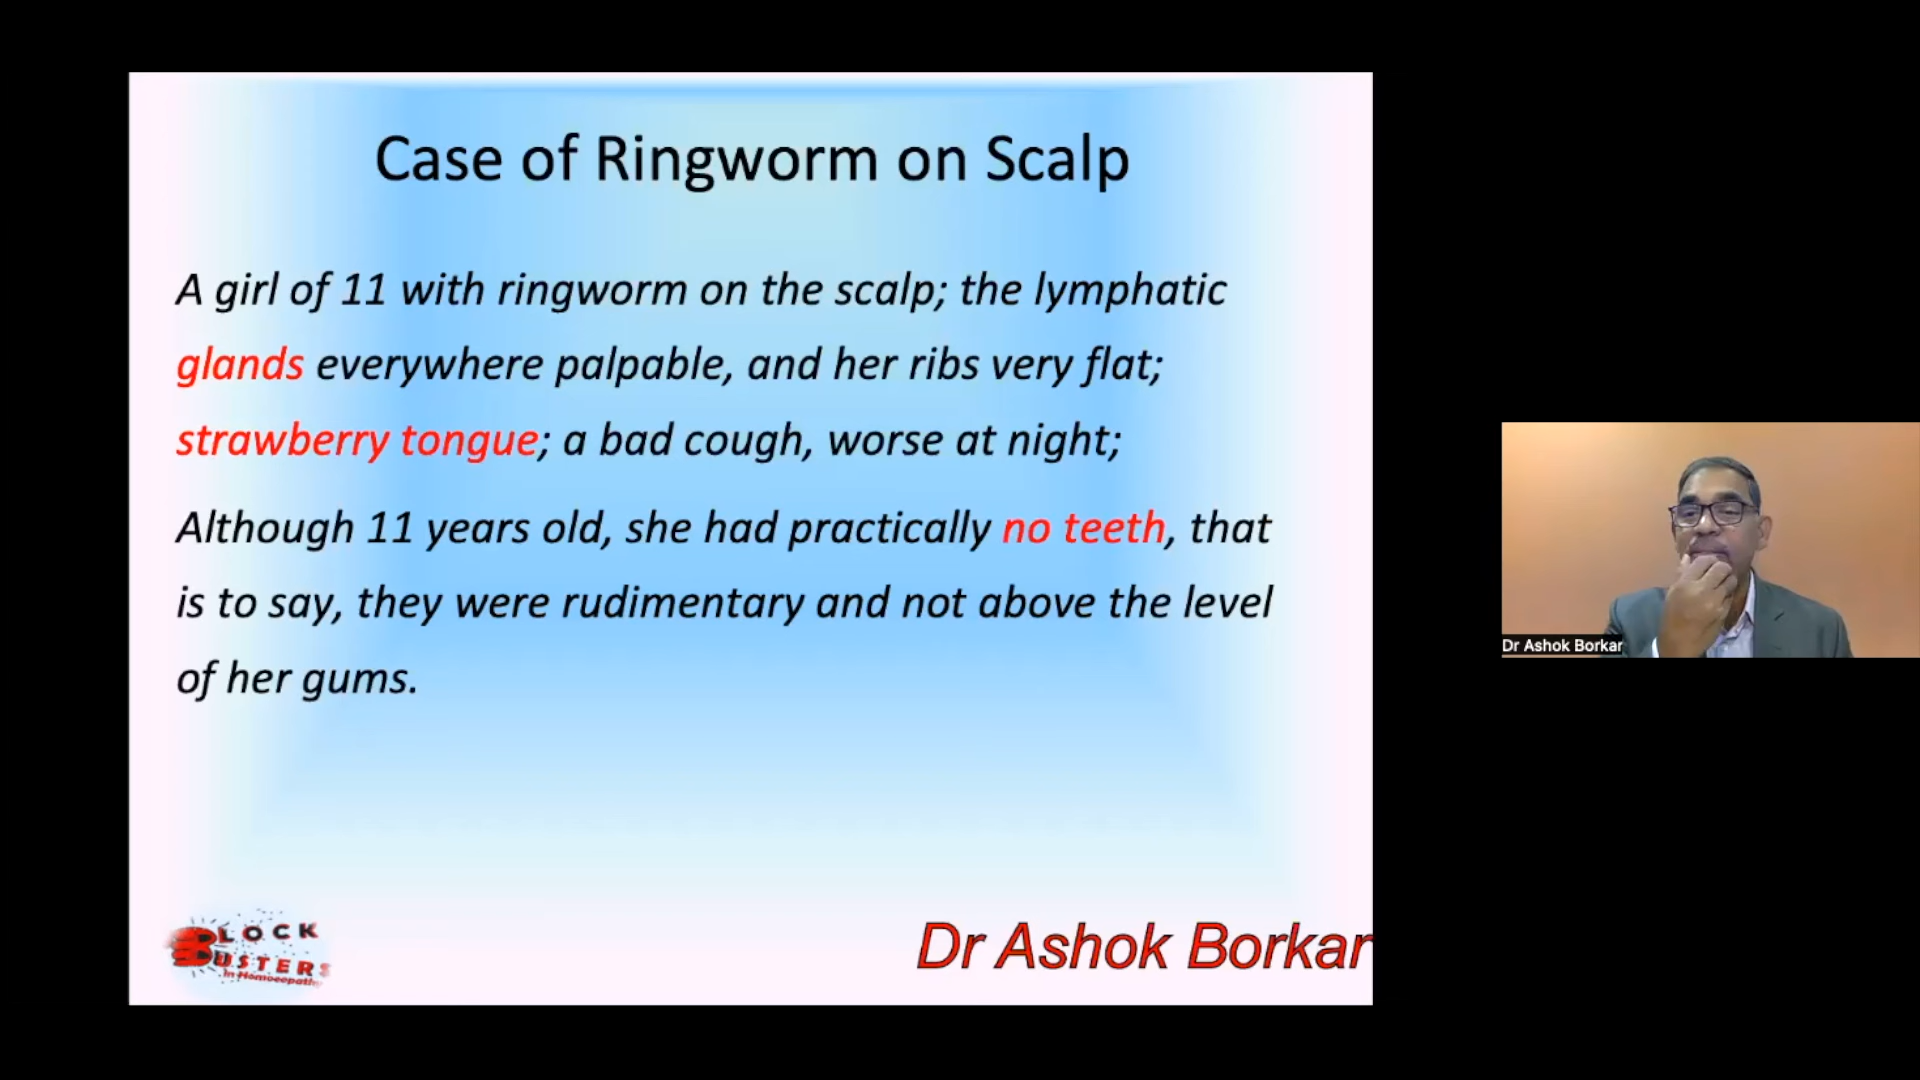 Case of Ringworm on Scalp
A girl of 11 with ringworm on the scalp; the lymphatic
glands everywhere palpable, and her ribs very flat;
strawberry tongue; a bad cough, worse at night;
Although 11 years old, she had practically no teeth, that
is to say, they were rudimentary and not above the level
of her gums.
Dr Ashok Borkar
BLOCK
BUSTERS
In Homoeopathy
Dr Ashok Borkar